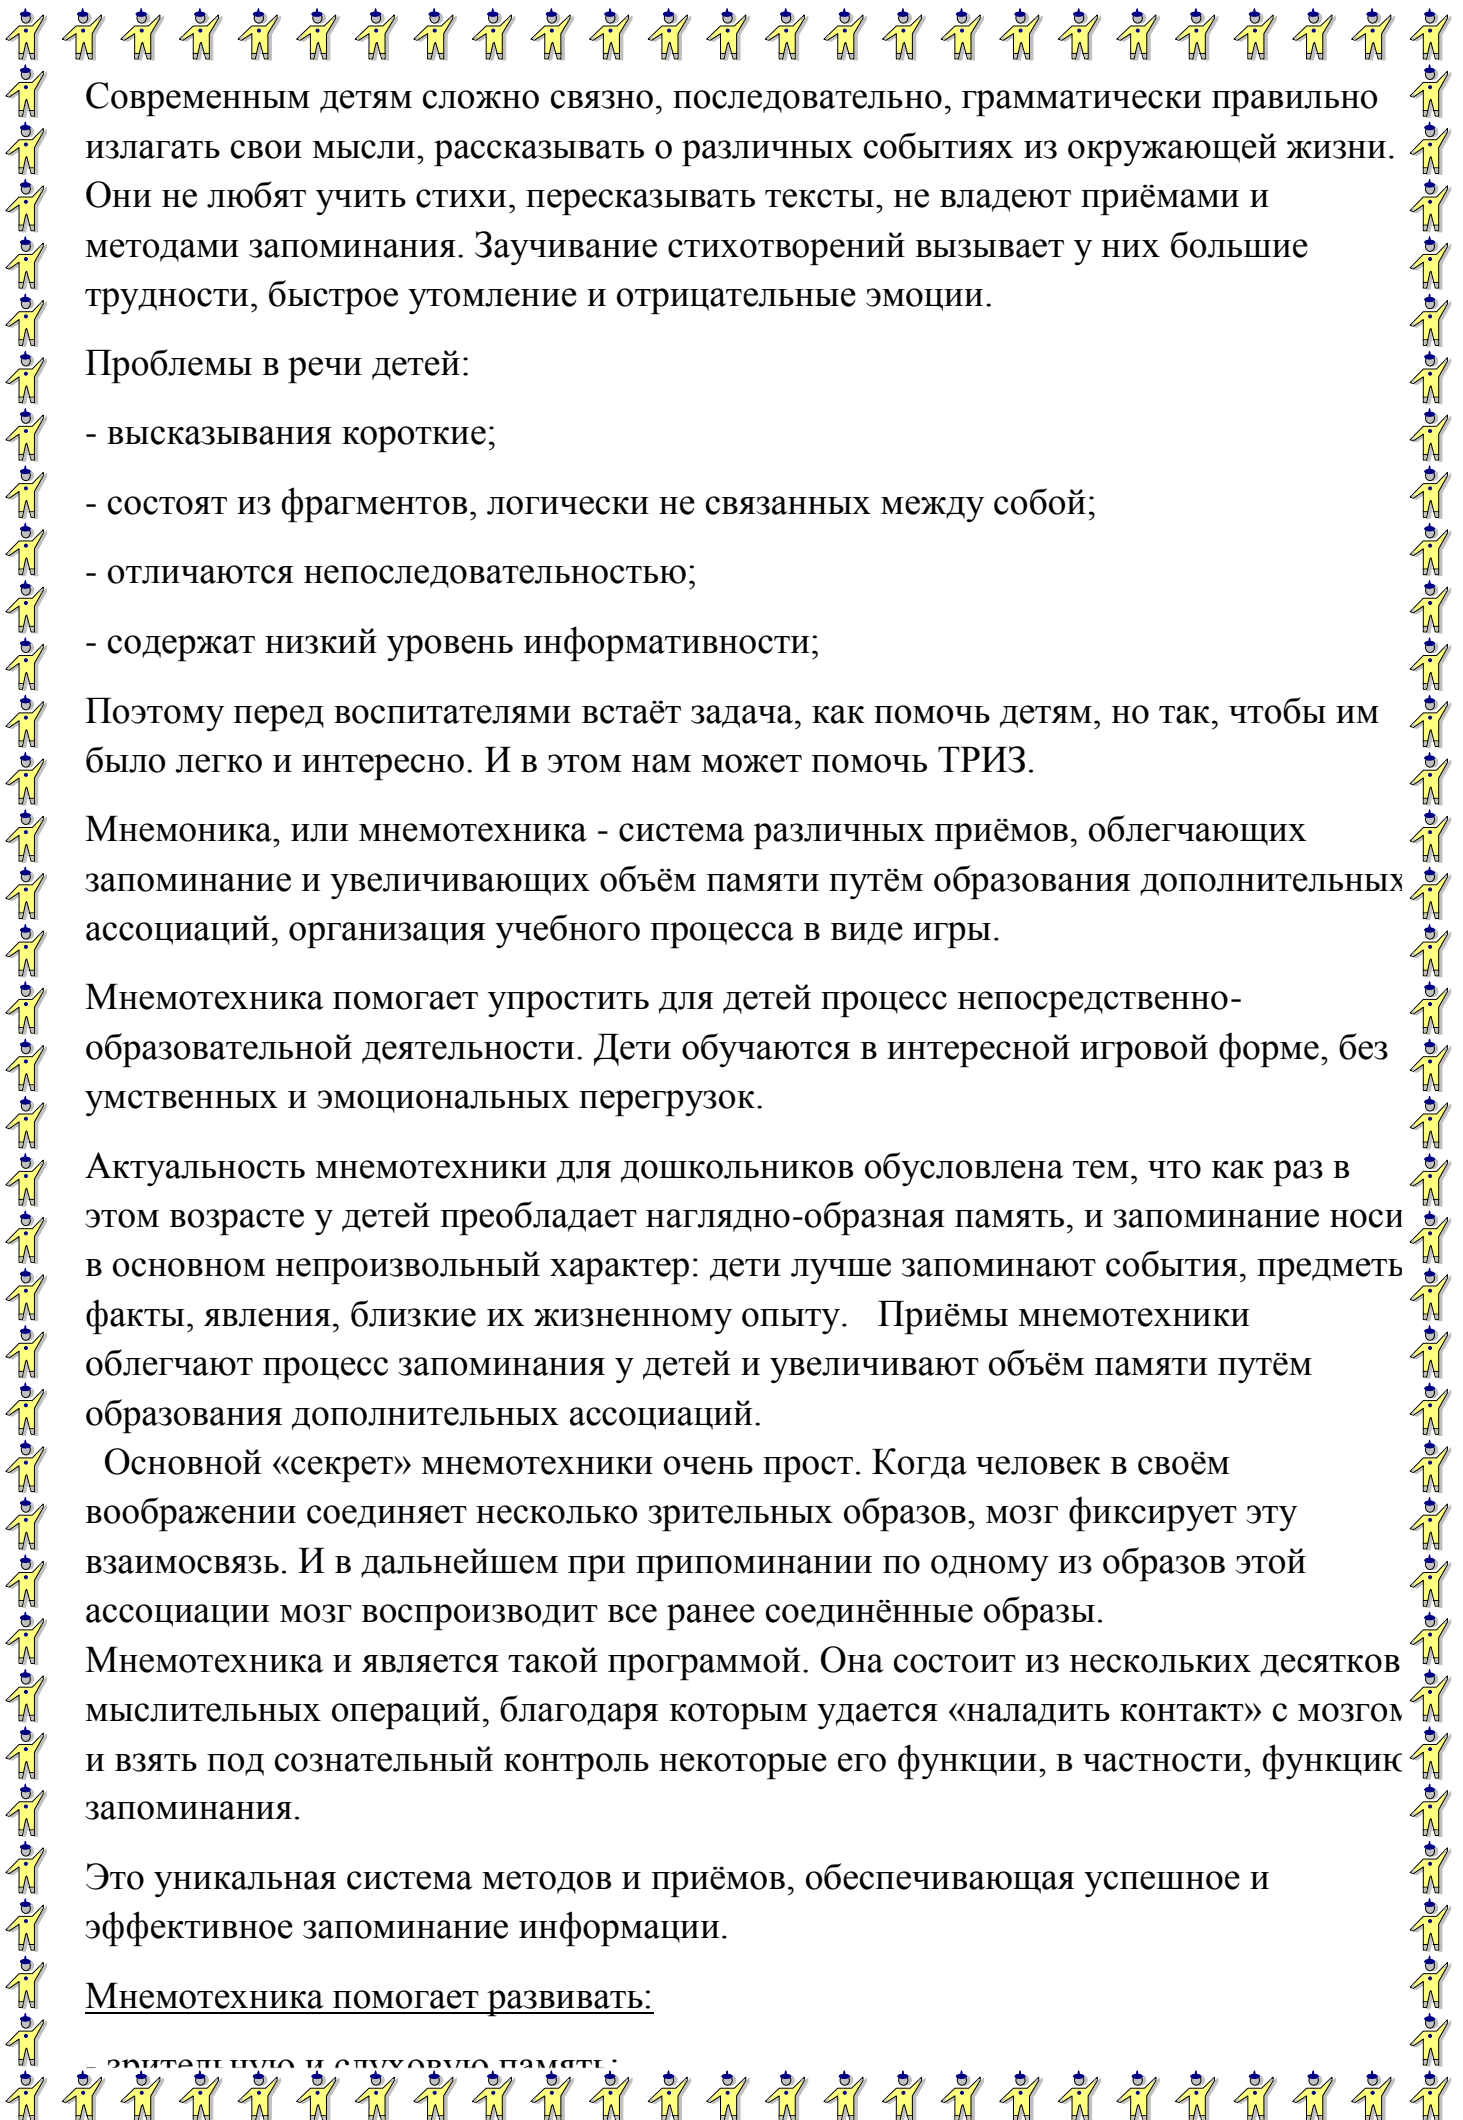 Современным детям сложно связно, последовательно, грамматически правильно
излагать свои мысли, рассказывать о различных событиях из окружающей жизни.
Они не любят учить стихи, пересказывать тексты, не владеют приёмами и
методами запоминания. Заучивание стихотворений вызывает у них большие
трудности, быстрое утомление и отрицательные эмоции.
Проблемы в речи детей:
- высказывания короткие;
- состоят из фрагментов, логически не связанных между собой;
- отличаются непоследовательностью;
- содержат низкий уровень информативности;
Поэтому перед воспитателями встаёт задача, как помочь детям, но так, чтобы им
было легко и интересно. И в этом нам может помочь ТРИЗ.
Мнемоника, или мнемотехника - система различных приёмов, облегчающих
запоминание и увеличивающих объём памяти путём образования дополнительных
ассоциаций, организация учебного процесса в виде игры.
Мнемотехника помогает упростить для детей процесс непосредственно-
образовательной деятельности. Дети обучаются в интересной игровой форме, без
умственных и эмоциональных перегрузок.
Актуальность мнемотехники для дошкольников обусловлена тем, что как раз в
этом возрасте у детей преобладает наглядно-образная память, и запоминание носи
в основном непроизвольный характер: дети лучше запоминают события, предметы
факты, явления, близкие их жизненному опыту. Приёмы мнемотехники
облегчают процесс запоминания у детей и увеличивают объём памяти путём
образования дополнительных ассоциаций.
Основной «секрет» мнемотехники очень прост. Когда человек в своём
воображении соединяет несколько зрительных образов, мозг фиксирует эту
взаимосвязь. И в дальнейшем при припоминании по одному из образов этой
ассоциации мозг воспроизводит все ранее соединённые образы.
Мнемотехника и является такой программой. Она состоит из нескольких десятков
мыслительных операций, благодаря которым удается «наладить контакт» с мозгом
и взять под сознательный контроль некоторые его функции, в частности, функцию
запоминания.
Это уникальная система методов и приёмов, обеспечивающая успешное и
эффективное запоминание информации.
Мнемотехника помогает развивать:
- зрительную и слуховую память;